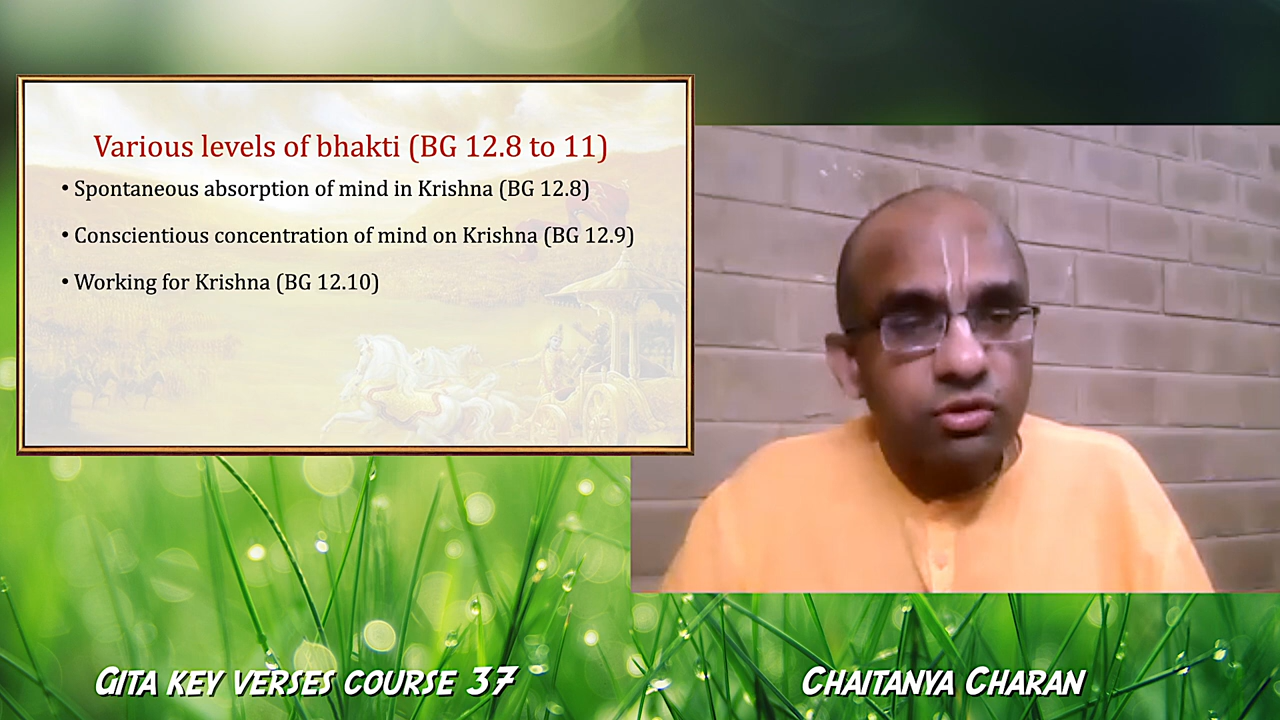 Various levels of bhakti (BG 12.8 to 11)
• Spontaneous absorption of mind in Krishna (BG 12.8)
• Conscientious concentration of mind on Krishna (BG 12.9)
• Working for Krishna (BG 12.10)
Gita key verses course 37
Chaitanya Charan